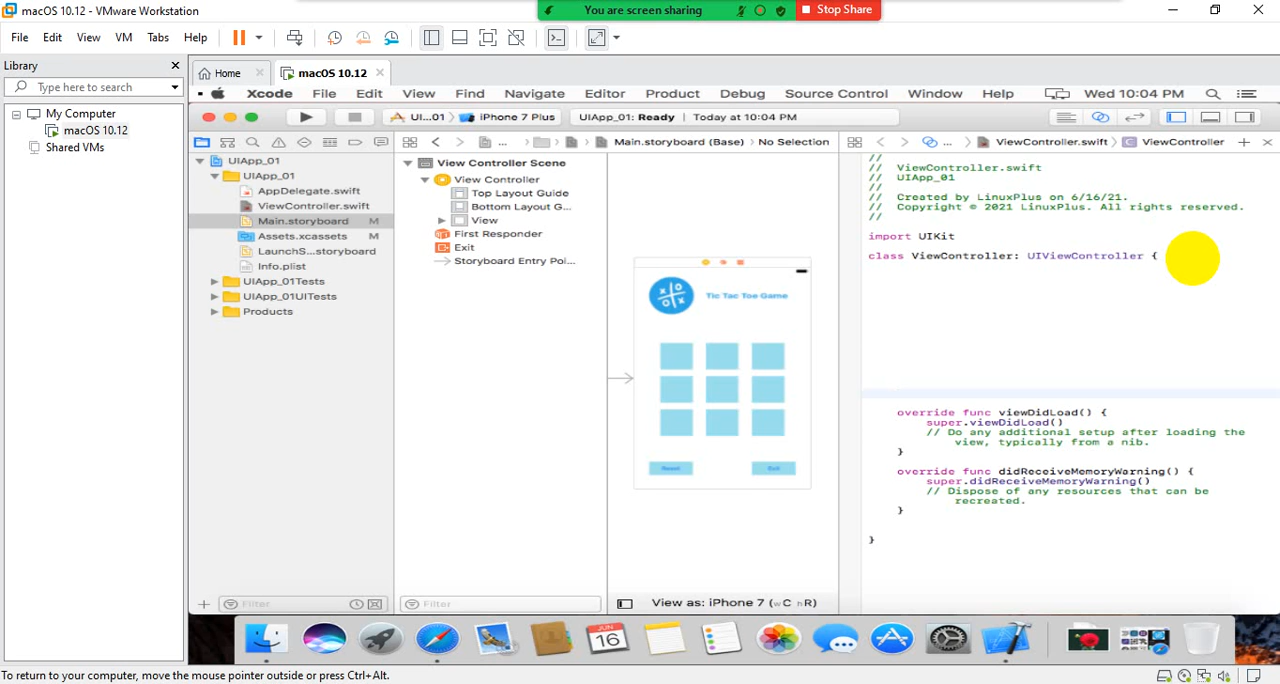 macOS 10.12 - VMware Workstation
You are screen sharing
Stop Share
File Edit View VM Tabs Help
Library
Type here to search
My Computer
macOS 10.12
Shared VMs
Home
macOS 10.12
Xcode File Edit View Find Navigate Editor Product Debug Source Control Window Help Wed 10:04 PM
UI...01 iPhone 7 Plus
UIApp_01: Ready | Today at 10:04 PM
... Main.storyboard (Base) No Selection
... ViewController.swift ViewController
UIApp_01
UIApp_01
AppDelegate.swift
ViewController.swift
Main.storyboard M
Assets.xcassets M
LaunchS...storyboard
Info.plist
UIApp_01Tests
UIApp_01UITests
Products
Filter
View Controller Scene
View Controller
Top Layout Guide
Bottom Layout G...
View
First Responder
Exit
Storyboard Entry Poi...
Filter
Tic Tac Toe Game
Reset Exit
View as: iPhone 7 (wC hR)
//
// ViewController.swift
// UIApp_01
//
// Created by LinuxPlus on 6/16/21.
// Copyright © 2021 LinuxPlus. All rights reserved.
//
import UIKit
class ViewController: UIViewController {
override func viewDidLoad() {
super.viewDidLoad()
// Do any additional setup after loading the
view, typically from a nib.
}
override func didReceiveMemoryWarning() {
super.didReceiveMemoryWarning()
// Dispose of any resources that can be
recreated.
}
}
JUN
16
To return to your computer, move the mouse pointer outside or press Ctrl+Alt.